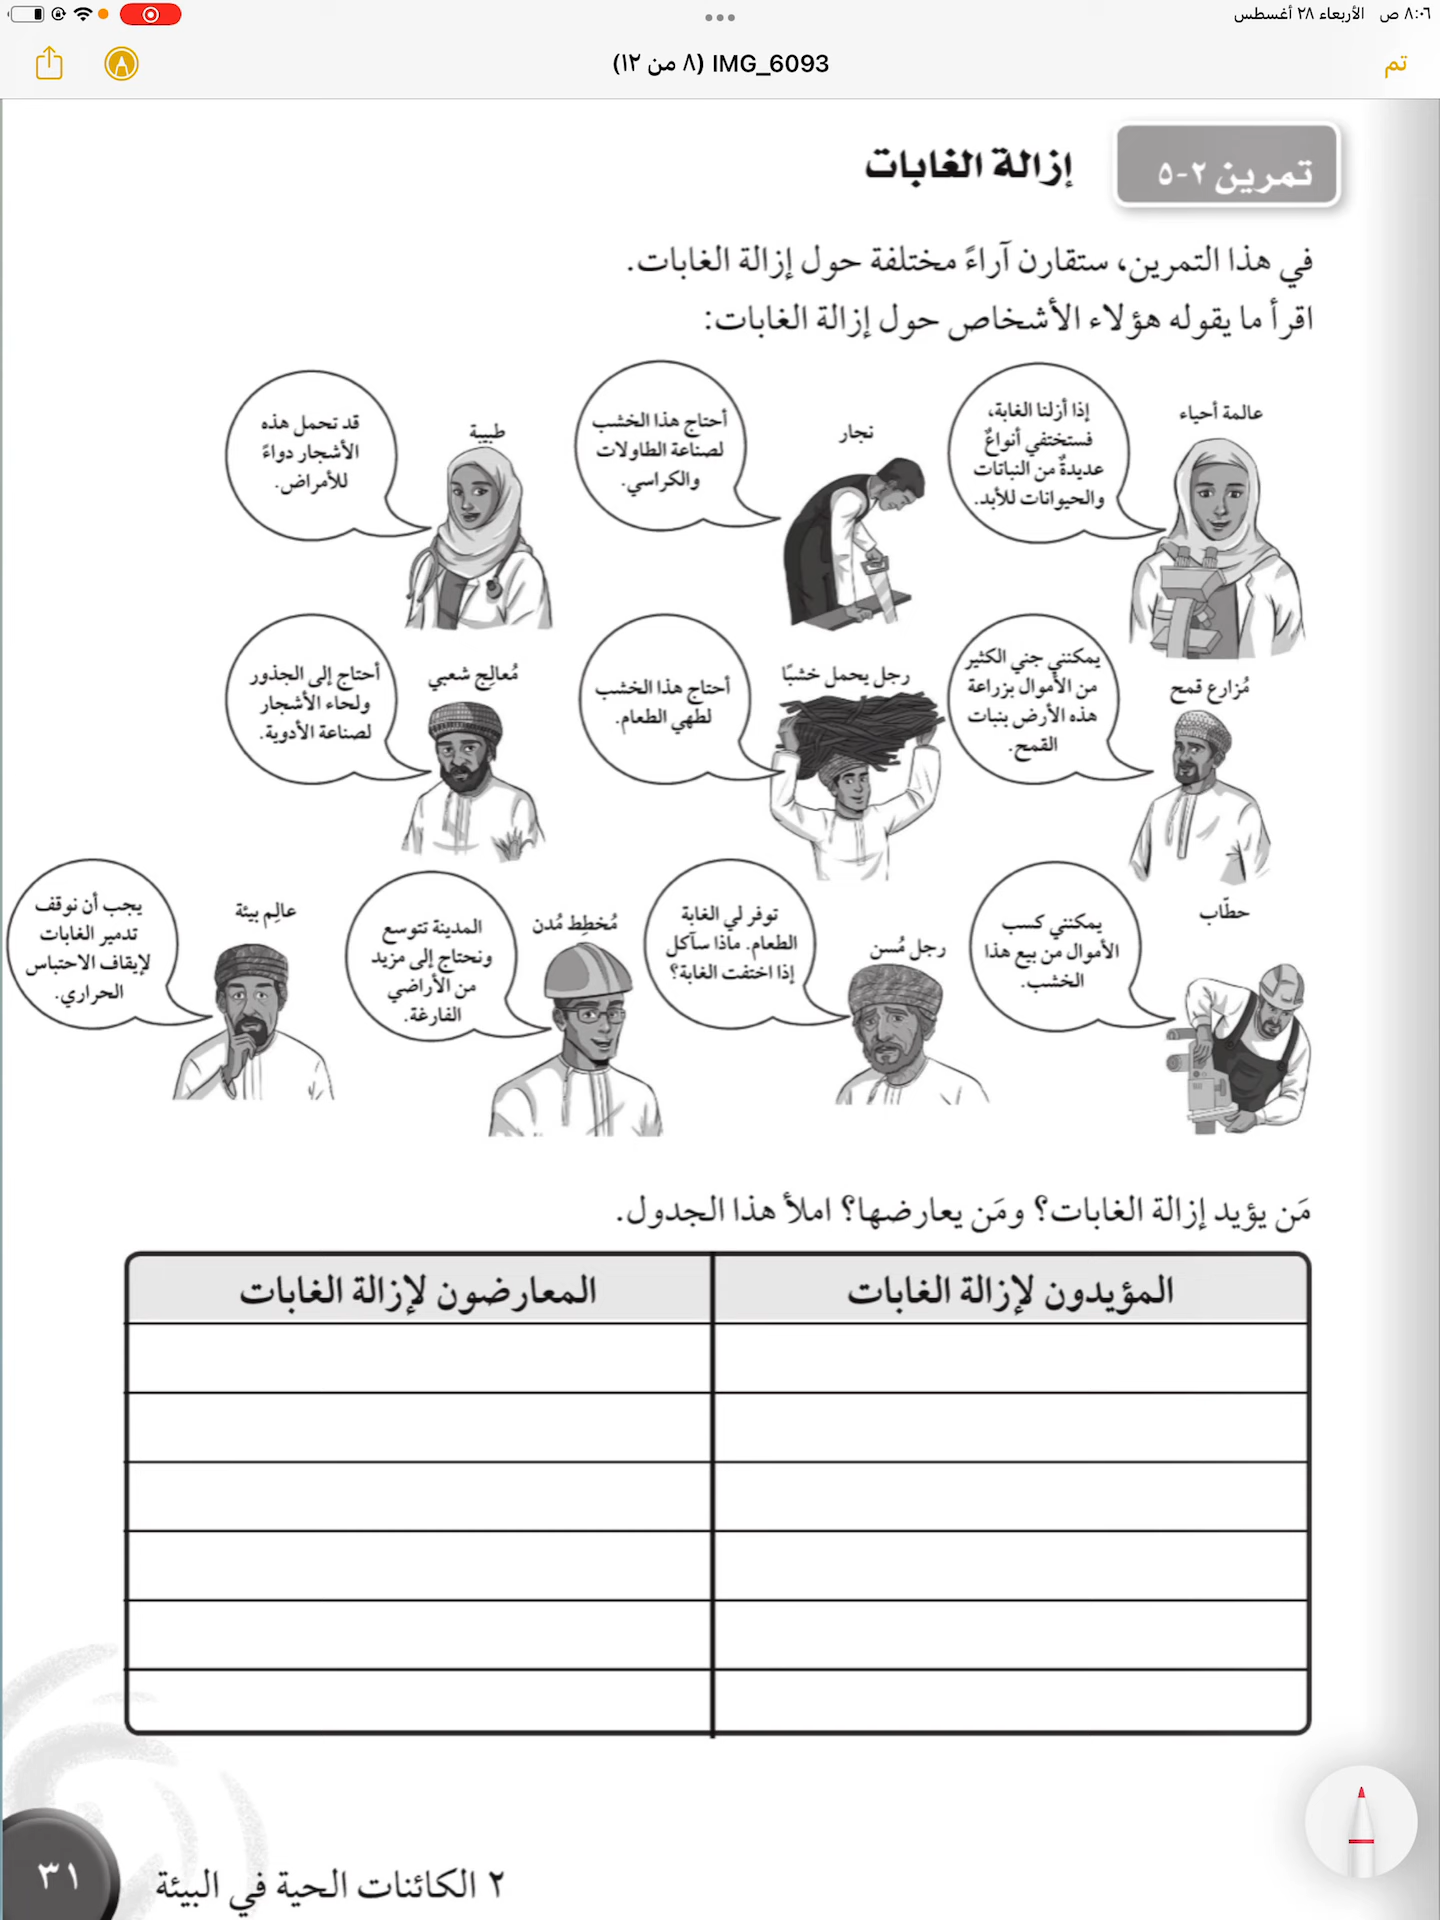 ٨:٠٦ ص الأربعاء ٢٨ أغسطس
تم
IMG_6093 (٨ من ١٢)
تمرين ٢-٥
إزالة الغابات
في هذا التمرين، ستقارن آراءً مختلفة حول إزالة الغابات.
اقرأ ما يقوله هؤلاء الأشخاص حول إزالة الغابات:
عالمة أحياء
إذا أزلنا الغابة،
فستختفي أنواعٌ
عديدةٌ من النباتات
والحيوانات للأبد.
نجار
أحتاج هذا الخشب
لصناعة الطاولات
والكراسي.
طبيبة
قد تحمل هذه
الأشجار دواءً
للأمراض.
مُزارع قمح
يمكنني جني الكثير
من الأموال بزراعة
هذه الأرض بنبات
القمح.
رجل يحمل خشبًا
أحتاج هذا الخشب
لطهي الطعام.
مُعالِج شعبي
أحتاج إلى الجذور
ولحاء الأشجار
لصناعة الأدوية.
حطّاب
يمكنني كسب
الأموال من بيع هذا
الخشب.
رجل مُسن
توفر لي الغابة
الطعام. ماذا سآكل
إذا اختفت الغابة؟
مُخطِط مُدن
المدينة تتوسع
ونحتاج إلى مزيد
من الأراضي
الفارغة.
عالِم بيئة
يجب أن نوقف
تدمير الغابات
لإيقاف الاحتباس
الحراري.
مَن يؤيد إزالة الغابات؟ ومَن يعارضها؟ املأ هذا الجدول.
المؤيدون لإزالة الغابات
المعارضون لإزالة الغابات
٢ الكائنات الحية في البيئة
٣١